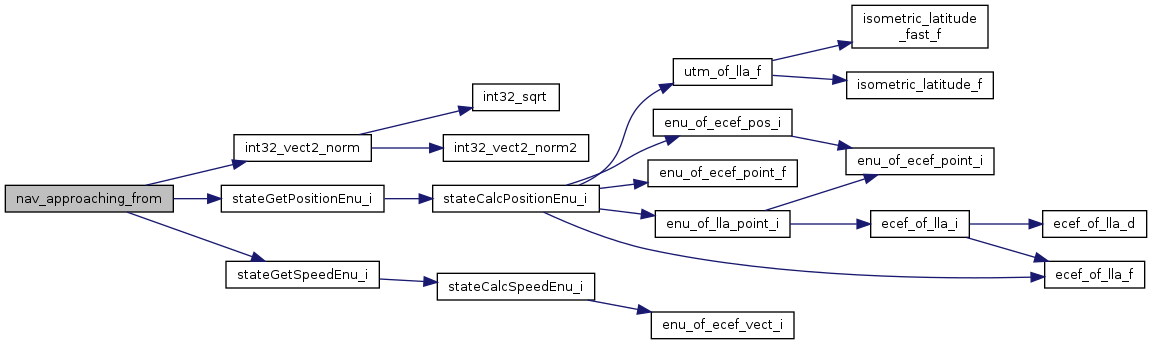 nav_approaching_from
int32_vect2_norm
int32_sqrt
int32_vect2_norm2
stateGetPositionEnu_i
stateCalcPositionEnu_i
utm_of_lla_f
isometric_latitude
_fast_f
isometric_latitude_f
enu_of_ecef_pos_i
enu_of_ecef_point_i
enu_of_ecef_point_f
enu_of_lla_point_i
ecef_of_lla_i
ecef_of_lla_d
ecef_of_lla_f
stateGetSpeedEnu_i
stateCalcSpeedEnu_i
enu_of_ecef_vect_i